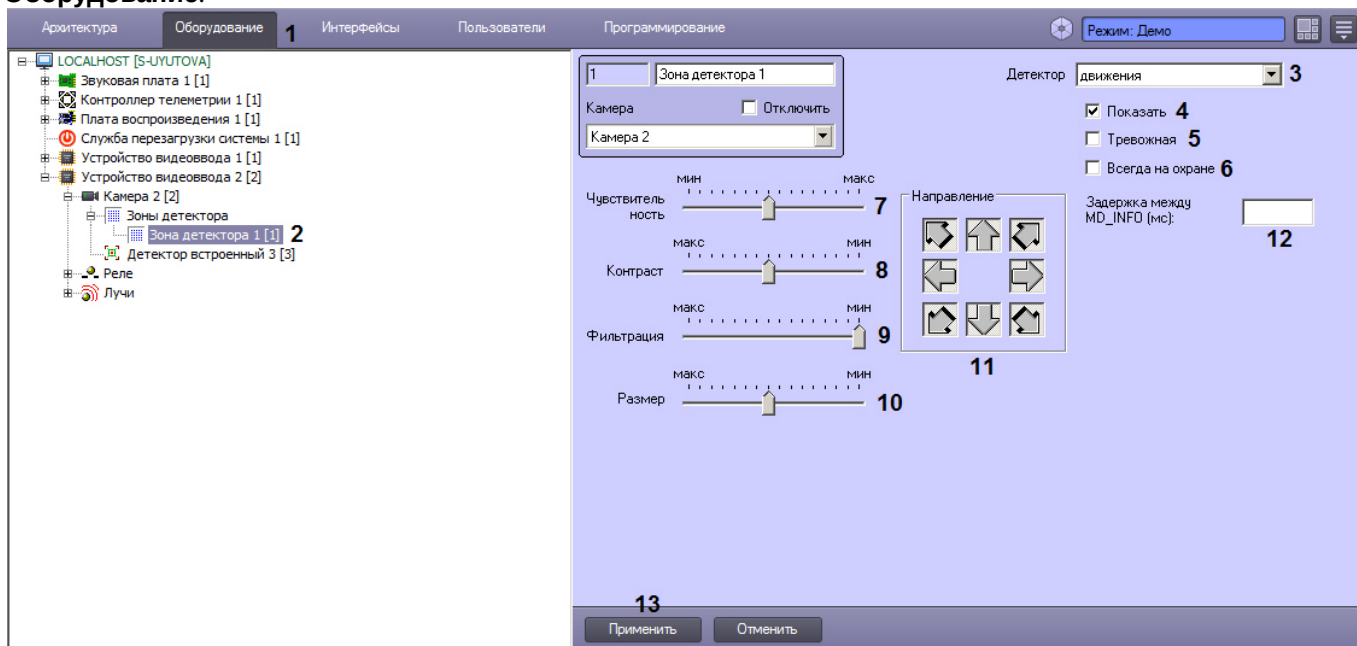 Оборудование.
Архитектура Оборудование 1 Интерфейсы Пользователи Программирование Режим: Демо
LOCALHOST [S-UYUTOVA]
Звуковая плата 1 [1]
Контроллер телеметрии 1 [1]
Плата воспроизведения 1 [1]
Служба перезагрузки системы 1 [1]
Устройство видеоввода 1 [1]
Устройство видеоввода 2 [2]
Камера 2 [2]
Зоны детектора
Зона детектора 1 [1] 2
Детектор встроенный 3 [3]
Реле
Лучи
1 Зона детектора 1
Камера Отключить
Камера 2
Детектор движения 3
Показать 4
Тревожная 5
Всегда на охране 6
Задержка между
MD_INFO (мс):
12
мин макс
Чувствитель
ность
7
макс мин
Контраст 8
макс мин
Фильтрация 9
макс мин
Размер 10
Направление
11
13
Применить Отменить